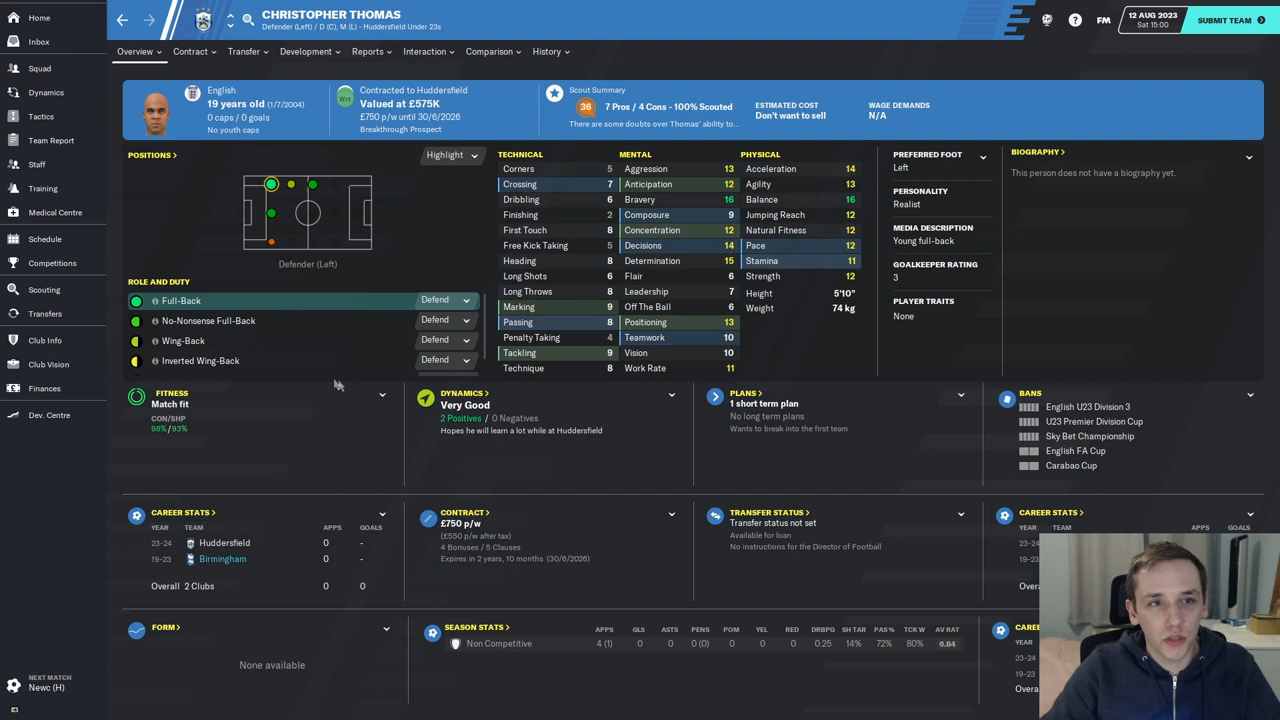 Home
Inbox
Squad
Dynamics
Tactics
Team Report
Staff
Training
Medical Centre
Schedule
Competitions
Scouting
Transfers
Club Info
Club Vision
Finances
Dev. Centre
NEXT MATCH
Newc (H)
CHRISTOPHER THOMAS
Defender (Left) / D (C), M (L) - Huddersfield Under 23s
FM
12 AUG 2023
Sat 15:00
SUBMIT TEAM
Overview
Contract
Transfer
Development
Reports
Interaction
Comparison
History
English
19 years old (1/7/2004)
0 caps / 0 goals
No youth caps
Wnt
Contracted to Huddersfield
Valued at £575K
£750 p/w until 30/6/2026
Breakthrough Prospect
Scout Summary
36 7 Pros / 4 Cons - 100% Scouted
There are some doubts over Thomas' ability to...
ESTIMATED COST
Don't want to sell
WAGE DEMANDS
N/A
POSITIONS
Highlight
Defender (Left)
ROLE AND DUTY
Full-Back Defend
No-Nonsense Full-Back Defend
Wing-Back Defend
Inverted Wing-Back Defend
TECHNICAL
Corners 5
Crossing 7
Dribbling 6
Finishing 2
First Touch 8
Free Kick Taking 5
Heading 8
Long Shots 6
Long Throws 8
Marking 9
Passing 8
Penalty Taking 4
Tackling 9
Technique 8
MENTAL
Aggression 13
Anticipation 12
Bravery 16
Composure 9
Concentration 12
Decisions 14
Determination 15
Flair 6
Leadership 7
Off The Ball 6
Positioning 13
Teamwork 10
Vision 10
Work Rate 11
PHYSICAL
Acceleration 14
Agility 13
Balance 16
Jumping Reach 12
Natural Fitness 12
Pace 12
Stamina 11
Strength 12
Height 5'10"
Weight 74 kg
PREFERRED FOOT
Left
PERSONALITY
Realist
MEDIA DESCRIPTION
Young full-back
GOALKEEPER RATING
3
PLAYER TRAITS
None
BIOGRAPHY
This person does not have a biography yet.
FITNESS
Match fit
CON/SHP
98%/93%
DYNAMICS
Very Good
2 Positives / 0 Negatives
Hopes he will learn a lot while at Huddersfield
PLANS
1 short term plan
No long term plans
Wants to break into the first team
BANS
English U23 Division 3
U23 Premier Division Cup
Sky Bet Championship
English FA Cup
Carabao Cup
CAREER STATS
YEAR TEAM APPS GOALS
23-24 Huddersfield 0 -
19-23 Birmingham 0 -
Overall 2 Clubs 0 0
CONTRACT
£750 p/w
(£550 p/w after tax)
4 Bonuses / 5 Clauses
Expires in 2 years, 10 months (30/6/2026)
TRANSFER STATUS
Transfer status not set
Available for loan
No instructions for the Director of Football
CAREER STATS
YEAR TEAM APPS GOALS
23-24
19-23
Overa
FORM
None available
SEASON STATS APPS GLS ASTS PENS POM YEL RED DRBPG SH TAR PAS% TCK W AV RAT
Non Competitive 4 (1) 0 0 0 (0) 0 0 0 0.25 14% 72% 80% 6.84
CAREE
YEAR
23-24
19-23
Overa